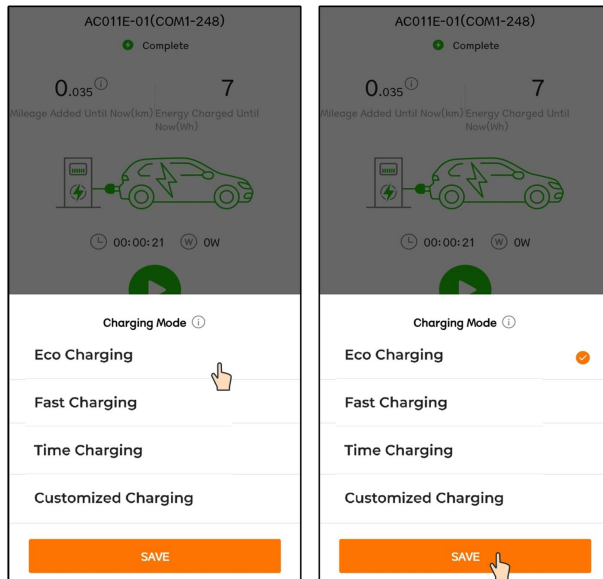 AC011E-01(COM1-248)
Complete
0.035
7
Mileage Added Until Now(km)
Energy Charged Until
Now(Wh)
00:00:21
W 0W
Charging Mode i
Eco Charging
Fast Charging
Time Charging
Customized Charging
SAVE
AC011E-01(COM1-248)
Complete
0.035
7
Mileage Added Until Now(km)
Energy Charged Until
Now(Wh)
00:00:21
W 0W
Charging Mode i
Eco Charging
Fast Charging
Time Charging
Customized Charging
SAVE